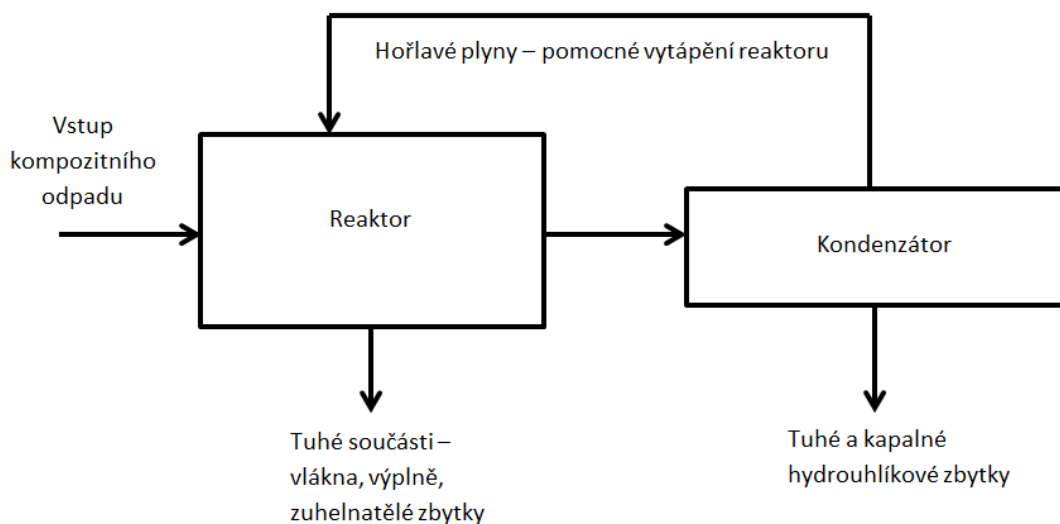 Hořlavé plyny – pomocné vytápění reaktoru
Vstup
kompozitního
odpadu
Reaktor
Kondenzátor
Tuhé součásti –
vlákna, výplně,
zuhelnatělé zbytky
Tuhé a kapalné
hydrouhlíkové zbytky